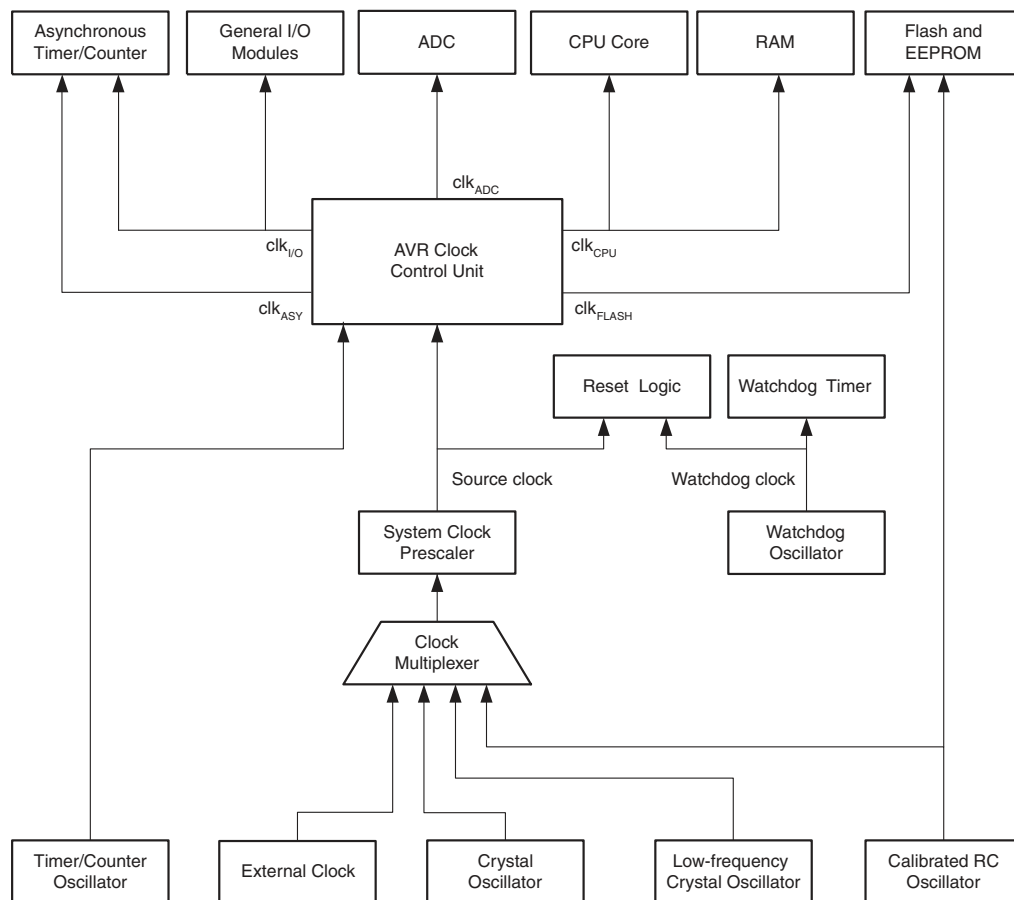 Asynchronous
Timer/Counter
General I/O
Modules
ADC
CPU Core
RAM
Flash and
EEPROM
clkADC
clkI/O
AVR Clock
Control Unit
clkCPU
clkASY
clkFLASH
Reset Logic
Watchdog Timer
Source clock
Watchdog clock
System Clock
Prescaler
Watchdog
Oscillator
Clock
Multiplexer
Timer/Counter
Oscillator
External Clock
Crystal
Oscillator
Low-frequency
Crystal Oscillator
Calibrated RC
Oscillator